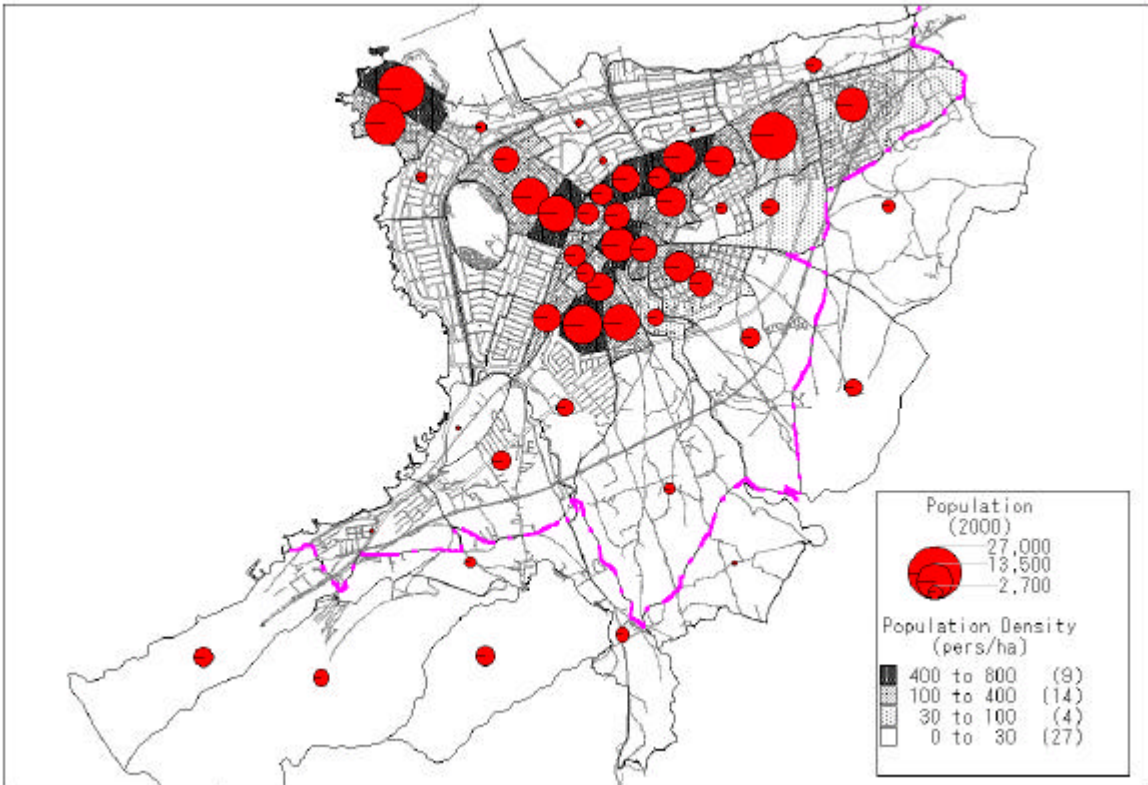 Population
(2000)
27,000
13,500
2,700
Population Density
(pers/ha)
400 to 800 (9)
100 to 400 (14)
30 to 100 (4)
0 to 30 (27)